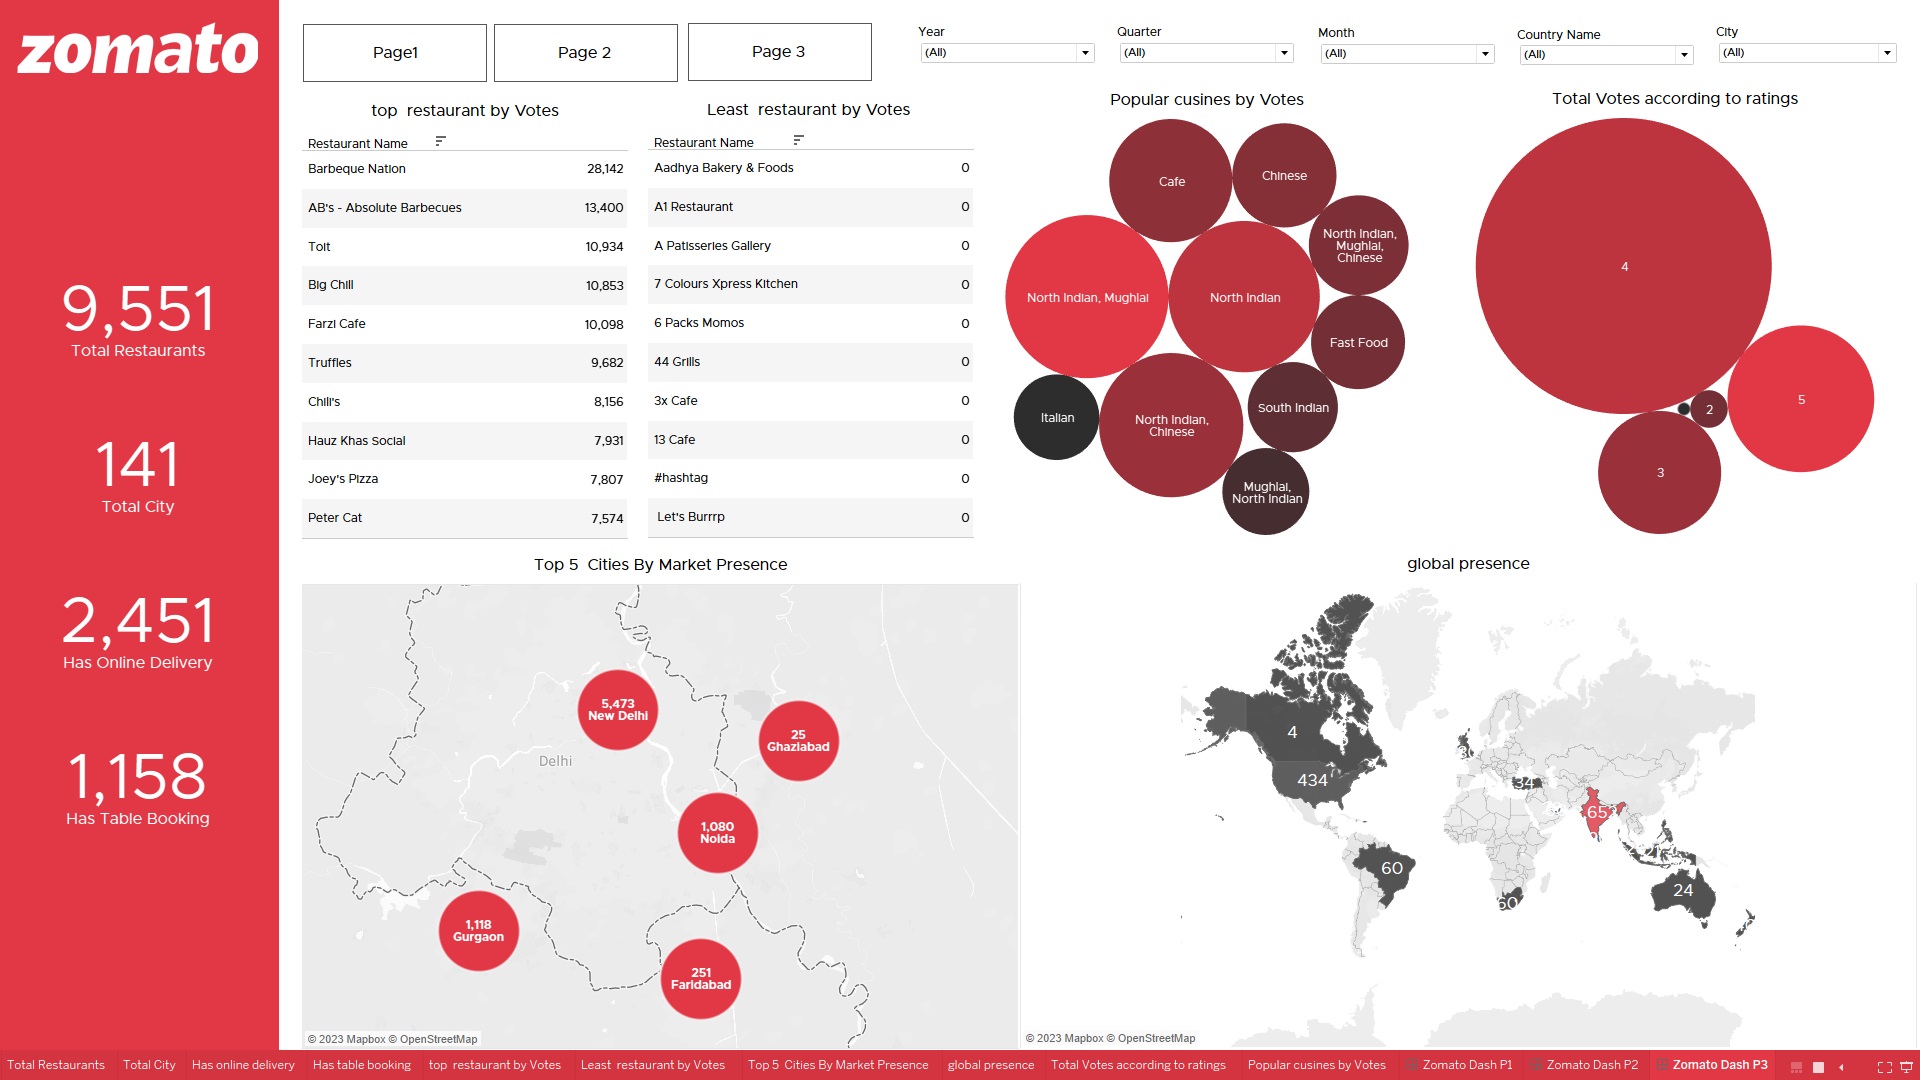 zomato
Page1
Page 2
Page 3
Year
(All)
Quarter
(All)
Month
(All)
Country Name
(All)
City
(All)
9,551
Total Restaurants
141
Total City
2,451
Has Online Delivery
1,158
Has Table Booking
top restaurant by Votes
Restaurant Name
Barbeque Nation 28,142
AB's - Absolute Barbecues 13,400
Toit 10,934
Big Chill 10,853
Farzi Cafe 10,098
Truffles 9,682
Chili's 8,156
Hauz Khas Social 7,931
Joey's Pizza 7,807
Peter Cat 7,574
Least restaurant by Votes
Restaurant Name
Aadhya Bakery & Foods 0
A1 Restaurant 0
A Patisseries Gallery 0
7 Colours Xpress Kitchen 0
6 Packs Momos 0
44 Grills 0
3x Cafe 0
13 Cafe 0
#hashtag 0
Let's Burrrp 0
Popular cusines by Votes
Cafe
Chinese
North Indian,
Mughlai,
Chinese
North Indian, Mughlai
North Indian
Fast Food
Italian
North Indian,
Chinese
South Indian
Mughlai,
North Indian
Total Votes according to ratings
4
5
2
3
Top 5 Cities By Market Presence
5,473
New Delhi
25
Ghaziabad
Delhi
1,080
Noida
1,118
Gurgaon
251
Faridabad
© 2023 Mapbox © OpenStreetMap
global presence
4
434
34
60
60
24
© 2023 Mapbox © OpenStreetMap
Total Restaurants
Total City
Has online delivery
Has table booking
top restaurant by Votes
Least restaurant by Votes
Top 5 Cities By Market Presence
global presence
Total Votes according to ratings
Popular cusines by Votes
Zomato Dash P1
Zomato Dash P2
Zomato Dash P3